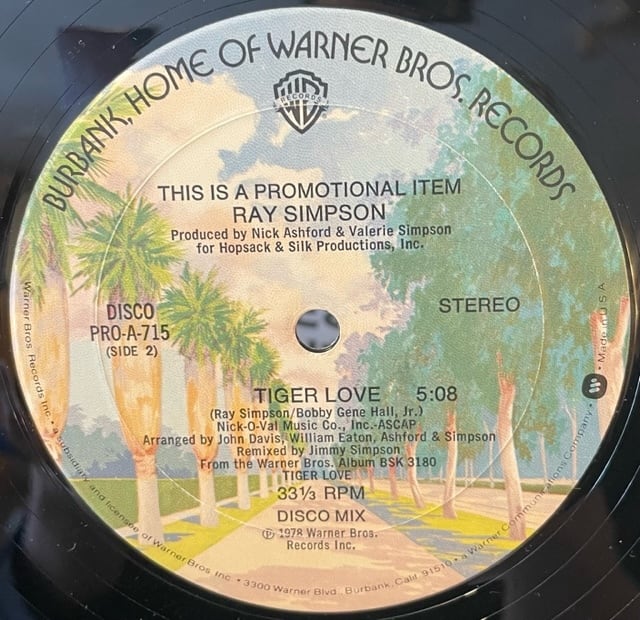 BURBANK, HOME OF WARNER BROS. RECORDS
W B
RECORDS
THIS IS A PROMOTIONAL ITEM
RAY SIMPSON
Produced by Nick Ashford & Valerie Simpson
for Hopsack & Silk Productions, Inc.
DISCO
PRO-A-715
(SIDE 2)
STEREO
TIGER LOVE 5:08
(Ray Simpson/Bobby Gene Hall, Jr.)
Nick-O-Val Music Co., Inc.-ASCAP
Arranged by John Davis, William Eaton, Ashford & Simpson
Remixed by Jimmy Simpson
From the Warner Bros. Album BSK 3180
TIGER LOVE
33⅓ RPM
DISCO MIX
℗ 1978 Warner Bros.
Records Inc.
Warner Bros. Records Inc. • a subsidiary and licensee of Warner Bros. Inc. • 3300 Warner Blvd., Burbank, Calif. 91510 • a Warner Communications Company • Made in U.S.A.